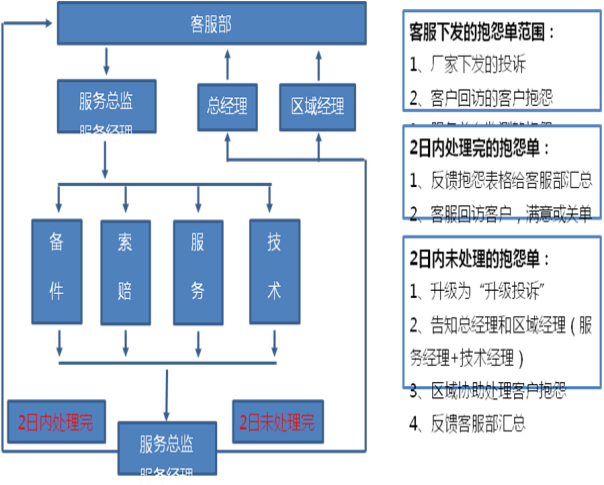 客服部
服务总监
服务经理
总经理
区域经理
备件
索赔
服务
技术
2日内处理完
2日未处理完
服务总监
服务经理
客服下发的抱怨单范围：
1、厂家下发的投诉
2、客户回访的客户抱怨
2日内处理完的抱怨单：
1、反馈抱怨表格给客服部汇总
2、客服回访客户，满意或关单
2日内未处理的抱怨单：
1、升级为“升级投诉”
2、告知总经理和区域经理（服
务经理+技术经理）
3、区域协助处理客户抱怨
4、反馈客服部汇总